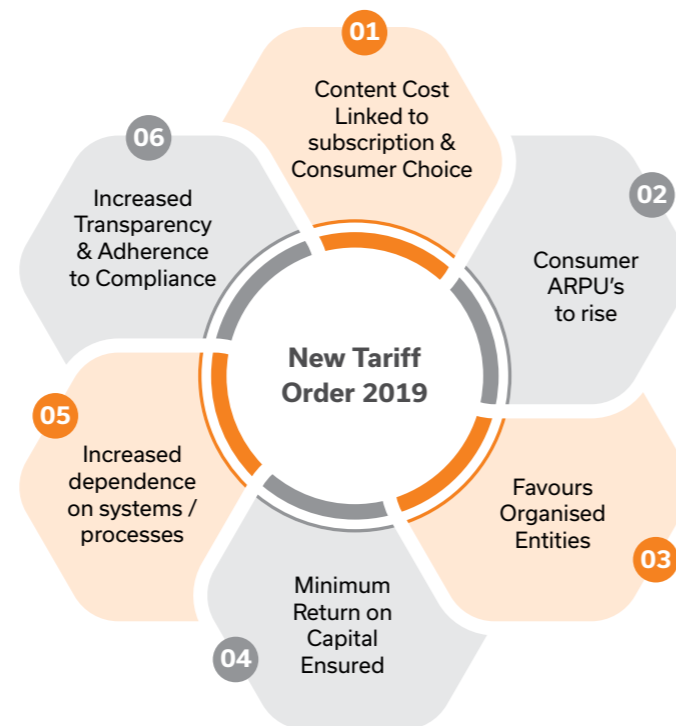 01
Content Cost
Linked to
subscription &
Consumer Choice
02
Consumer
ARPU's
to rise
03
Favours
Organised
Entities
04
Minimum
Return on
Capital
Ensured
05
Increased
dependence
on systems /
processes
06
Increased
Transparency
& Adherence
to Compliance
New Tariff
Order 2019